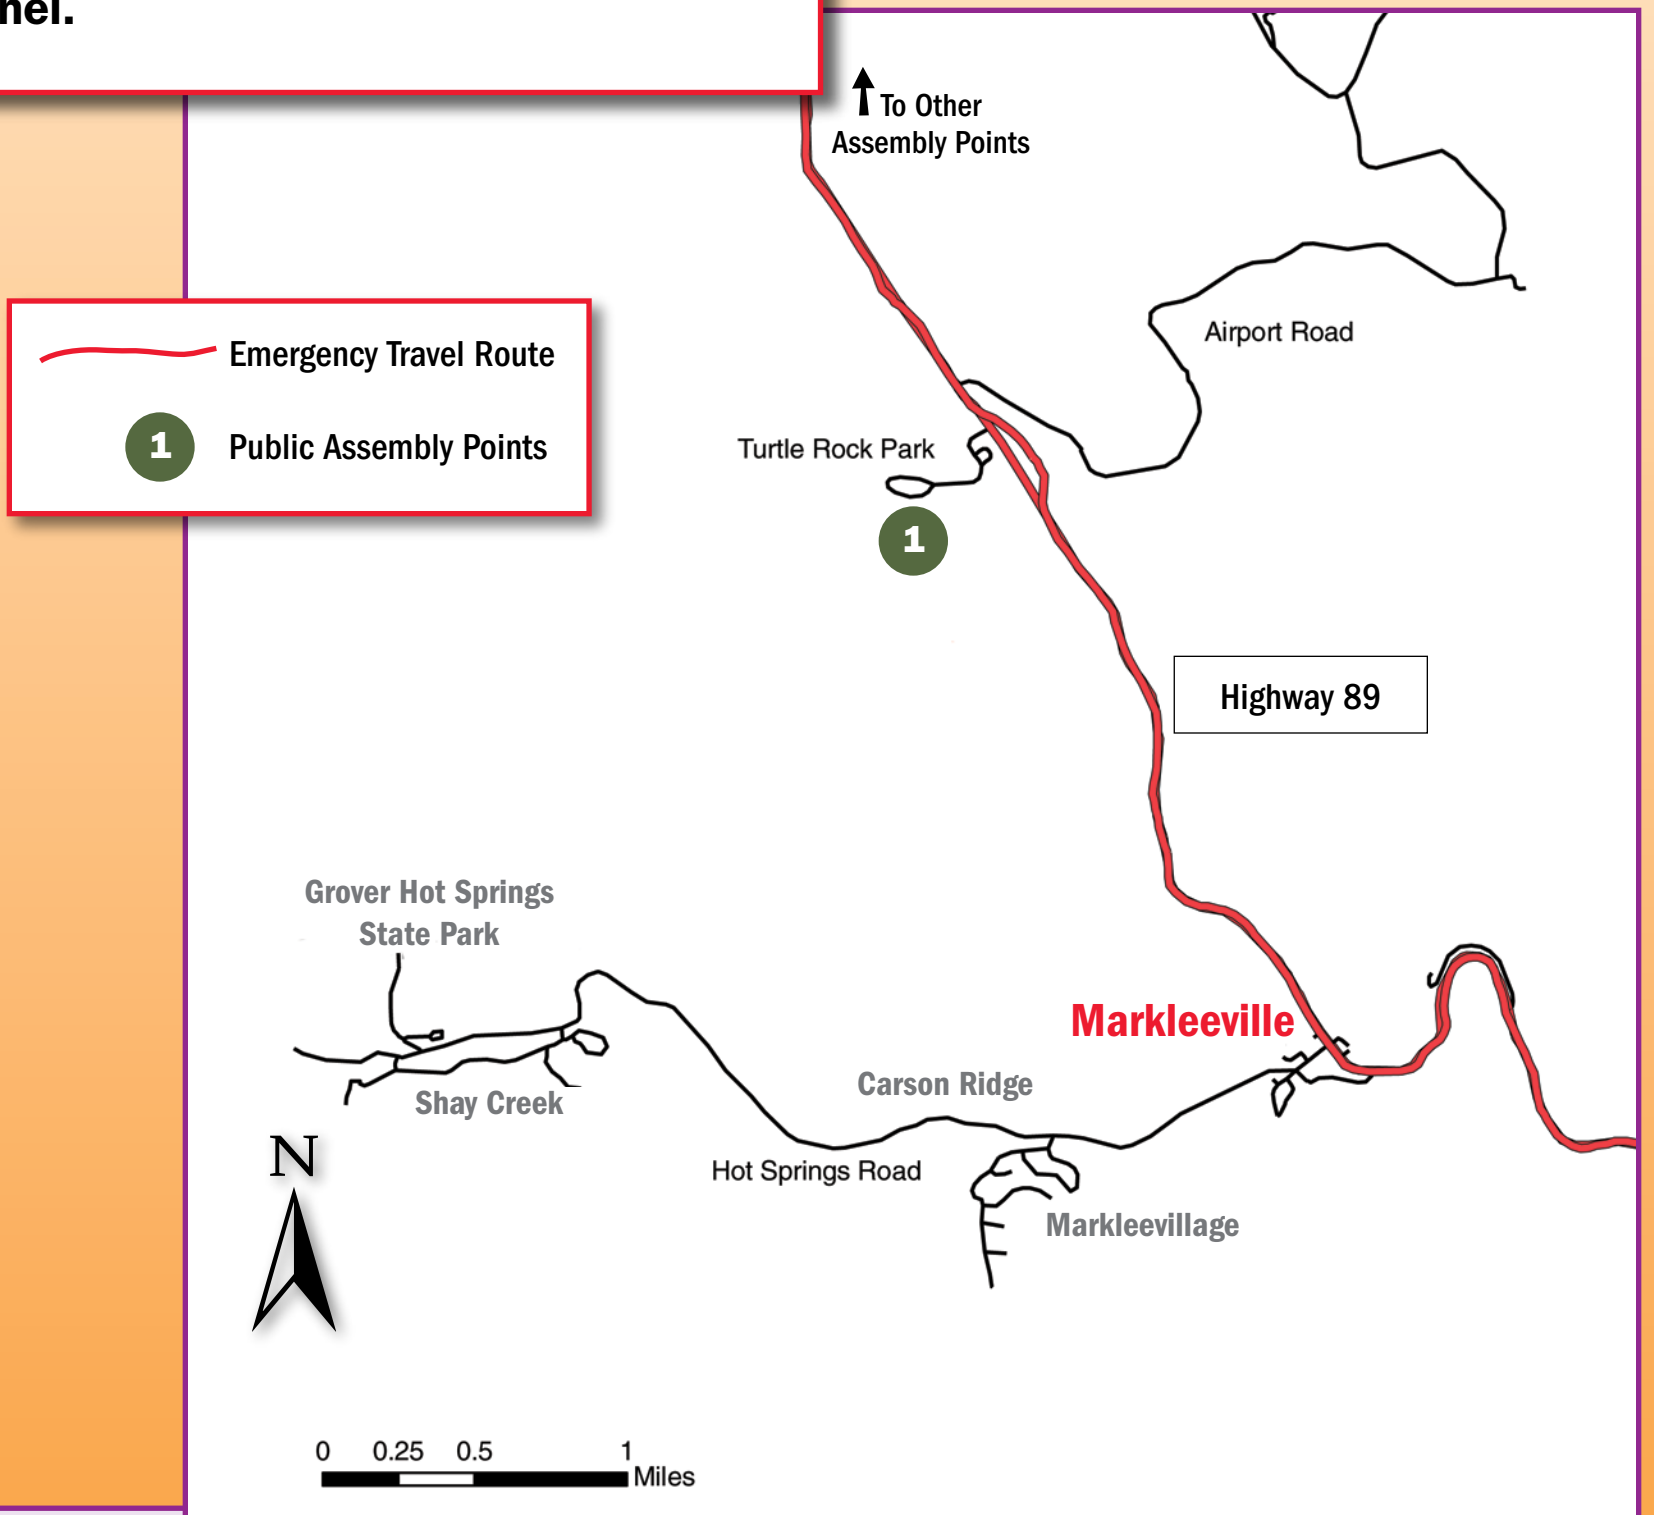 nel.
To Other
Assembly Points
Airport Road
Emergency Travel Route
1 Public Assembly Points
Turtle Rock Park
1
Highway 89
Grover Hot Springs
State Park
Markleeville
Carson Ridge
Shay Creek
N
Hot Springs Road
Markleevillage
0 0.25 0.5 1
Miles